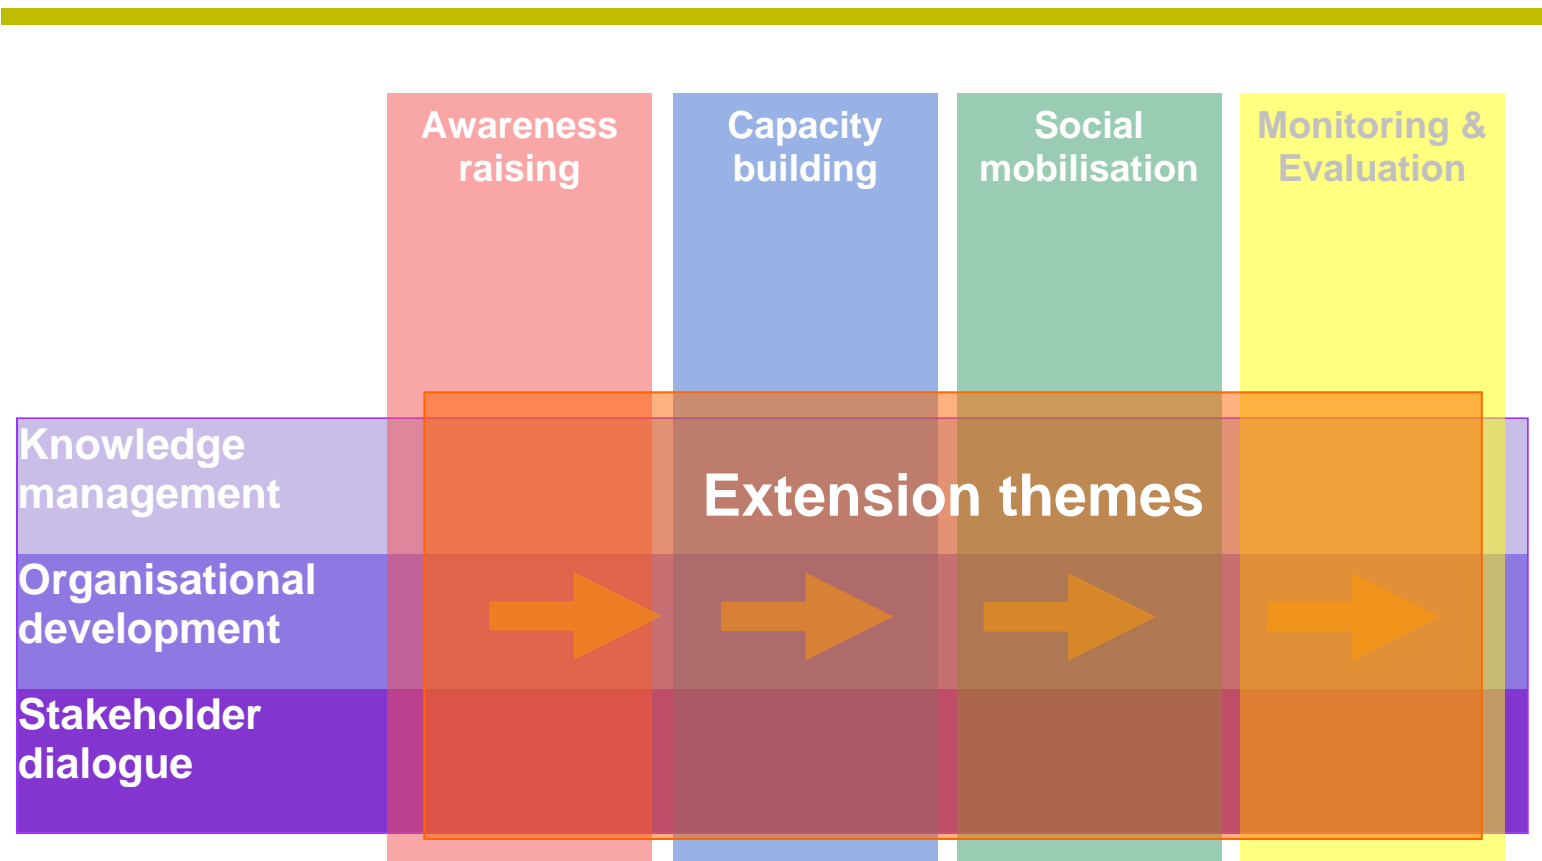 Awareness
raising
Capacity
building
Social
mobilisation
Monitoring &
Evaluation
Knowledge
management
Extension themes
Organisational
development
Stakeholder
dialogue